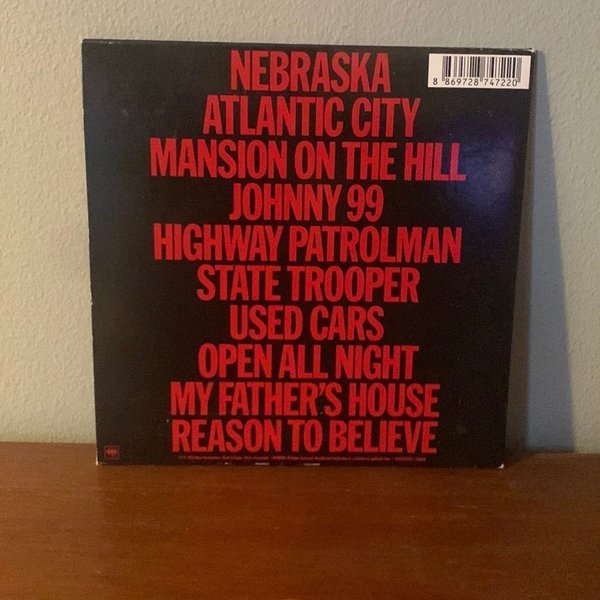 NEBRASKA
8 869728 747220
ATLANTIC CITY
MANSION ON THE HILL
JOHNNY 99
HIGHWAY PATROLMAN
STATE TROOPER
USED CARS
OPEN ALL NIGHT
MY FATHER'S HOUSE
REASON TO BELIEVE